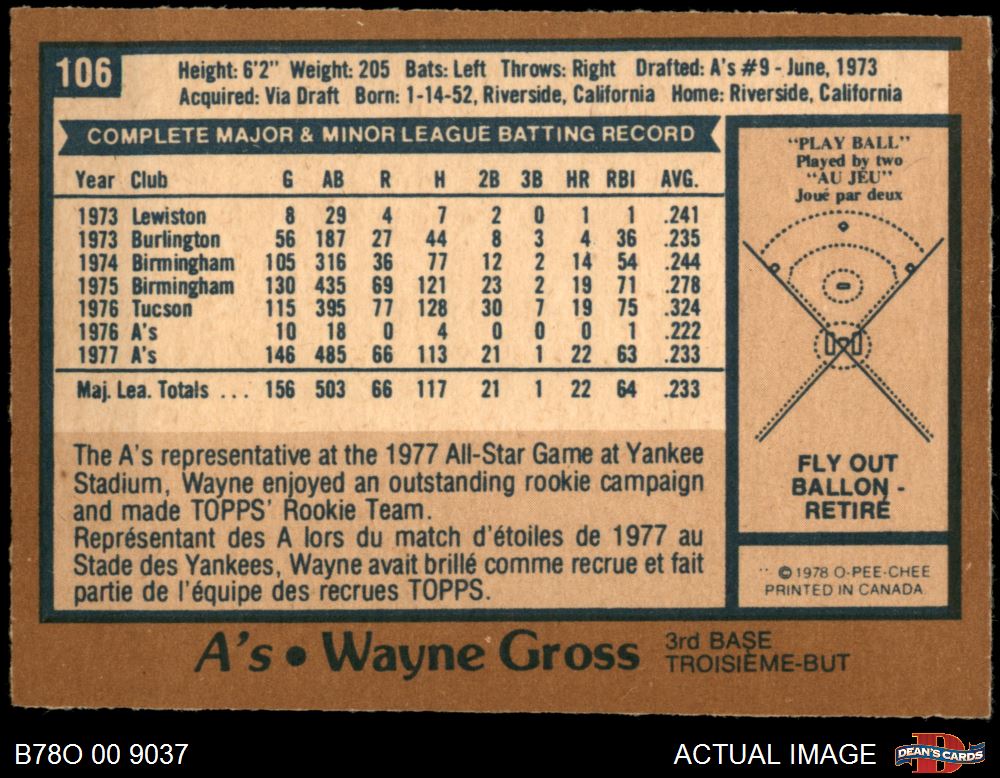 106
Height: 6'2" Weight: 205 Bats: Left Throws: Right Drafted: A's #9 - June, 1973
Acquired: Via Draft Born: 1-14-52, Riverside, California Home: Riverside, California
COMPLETE MAJOR & MINOR LEAGUE BATTING RECORD
Year Club G AB R H 2B 3B HR RBI AVG.
1973 Lewiston 8 29 4 7 2 0 1 1 .241
1973 Burlington 56 187 27 44 8 3 4 36 .235
1974 Birmingham 105 316 36 77 12 2 14 54 .244
1975 Birmingham 130 435 69 121 23 2 19 71 .278
1976 Tucson 115 395 77 128 30 7 19 75 .324
1976 A's 10 18 0 4 0 0 0 1 .222
1977 A's 146 485 66 113 21 1 22 63 .233
Maj. Lea. Totals ... 156 503 66 117 21 1 22 64 .233
The A's representative at the 1977 All-Star Game at Yankee
Stadium, Wayne enjoyed an outstanding rookie campaign
and made TOPPS' Rookie Team.
Représentant des A lors du match d'étoiles de 1977 au
Stade des Yankees, Wayne avait brillé comme recrue et fait
partie de l'équipe des recrues TOPPS.
"PLAY BALL"
Played by two
"AU JEU"
Joué par deux
FLY OUT
BALLON -
RETIRÉ
© 1978 O-PEE-CHEE
PRINTED IN CANADA
A's • Wayne Gross
3rd BASE
TROISIÈME-BUT
B78O 00 9037
ACTUAL IMAGE
DEAN'S CARDS